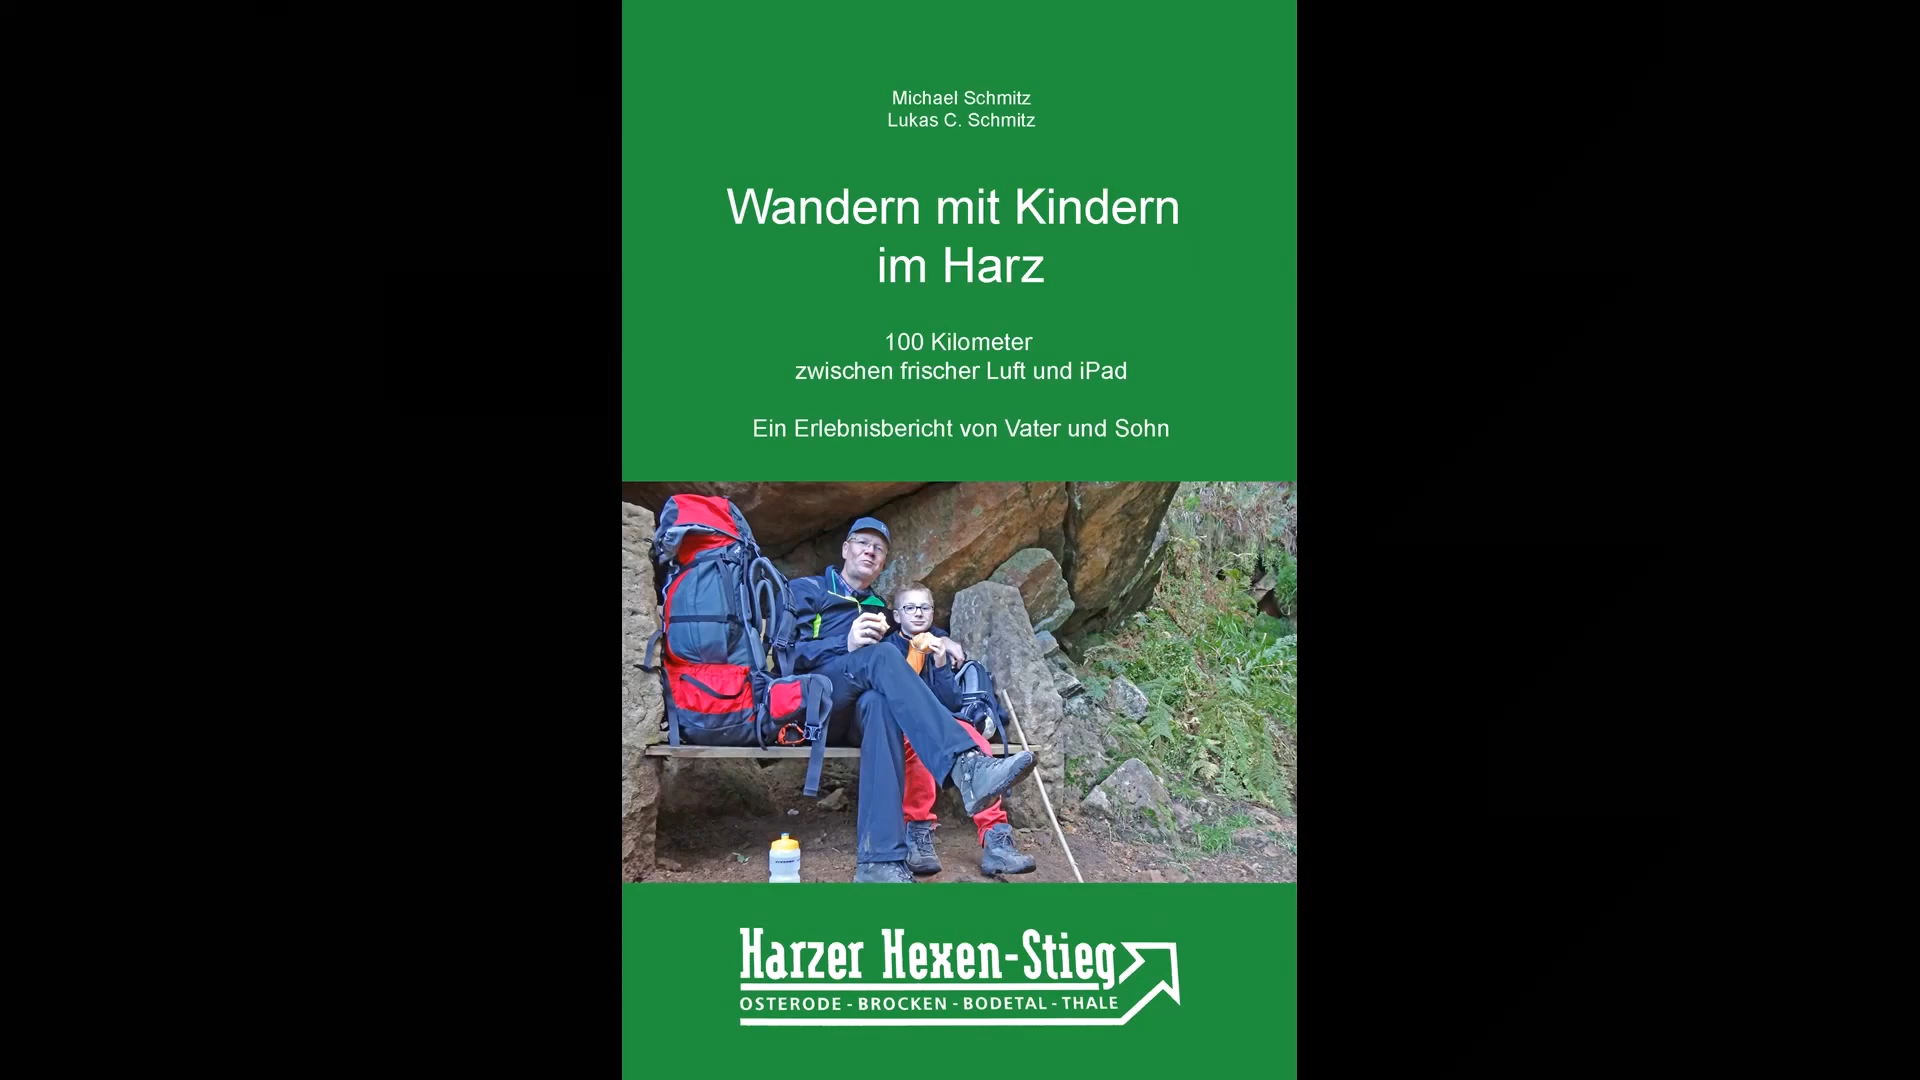 Michael Schmitz
Lukas C. Schmitz
Wandern mit Kindern
im Harz
100 Kilometer
zwischen frischer Luft und iPad
Ein Erlebnisbericht von Vater und Sohn
Harzer Hexen-Stieg
OSTERODE - BROCKEN - BODETAL - THALE